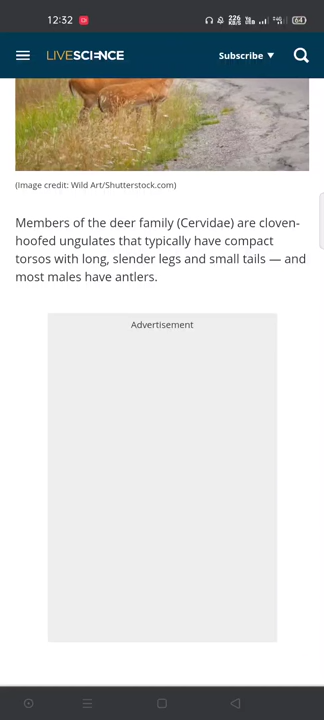 12:32
64
LIVESCIENCE
Subscribe
(Image credit: Wild Art/Shutterstock.com)
Members of the deer family (Cervidae) are cloven-
hoofed ungulates that typically have compact
torsos with long, slender legs and small tails — and
most males have antlers.
Advertisement